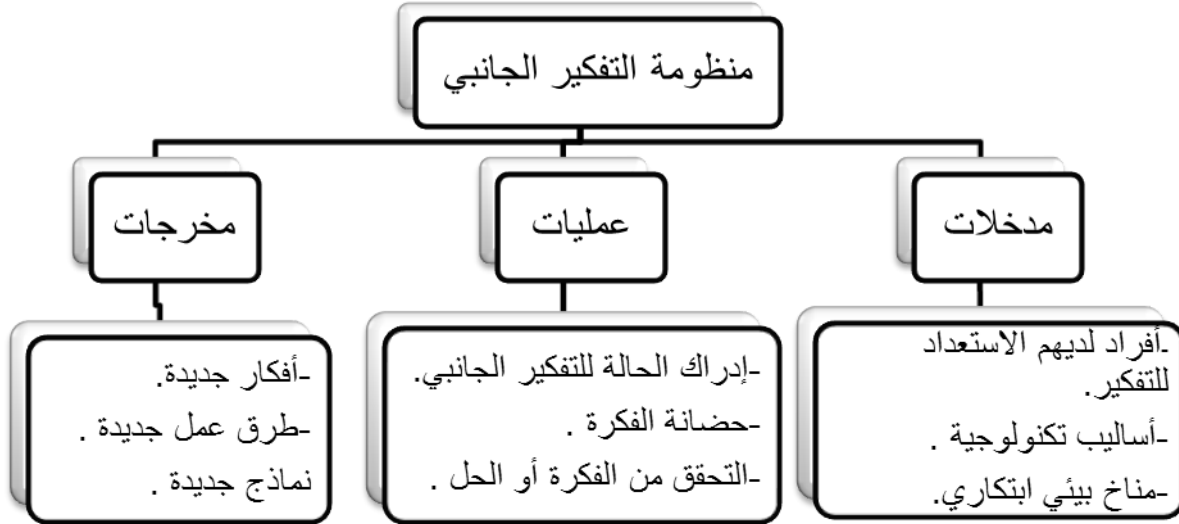 منظومة التفكير الجانبي
مدخلات
عمليات
مخرجات
-أفراد لديهم الاستعداد
للتفكير.
-أساليب تكنولوجية .
-مناخ بيئي ابتكاري.
-إدراك الحالة للتفكير الجانبي.
-حضانة الفكرة .
-التحقق من الفكرة أو الحل .
-أفكار جديدة.
-طرق عمل جديدة .
نماذج جديدة .